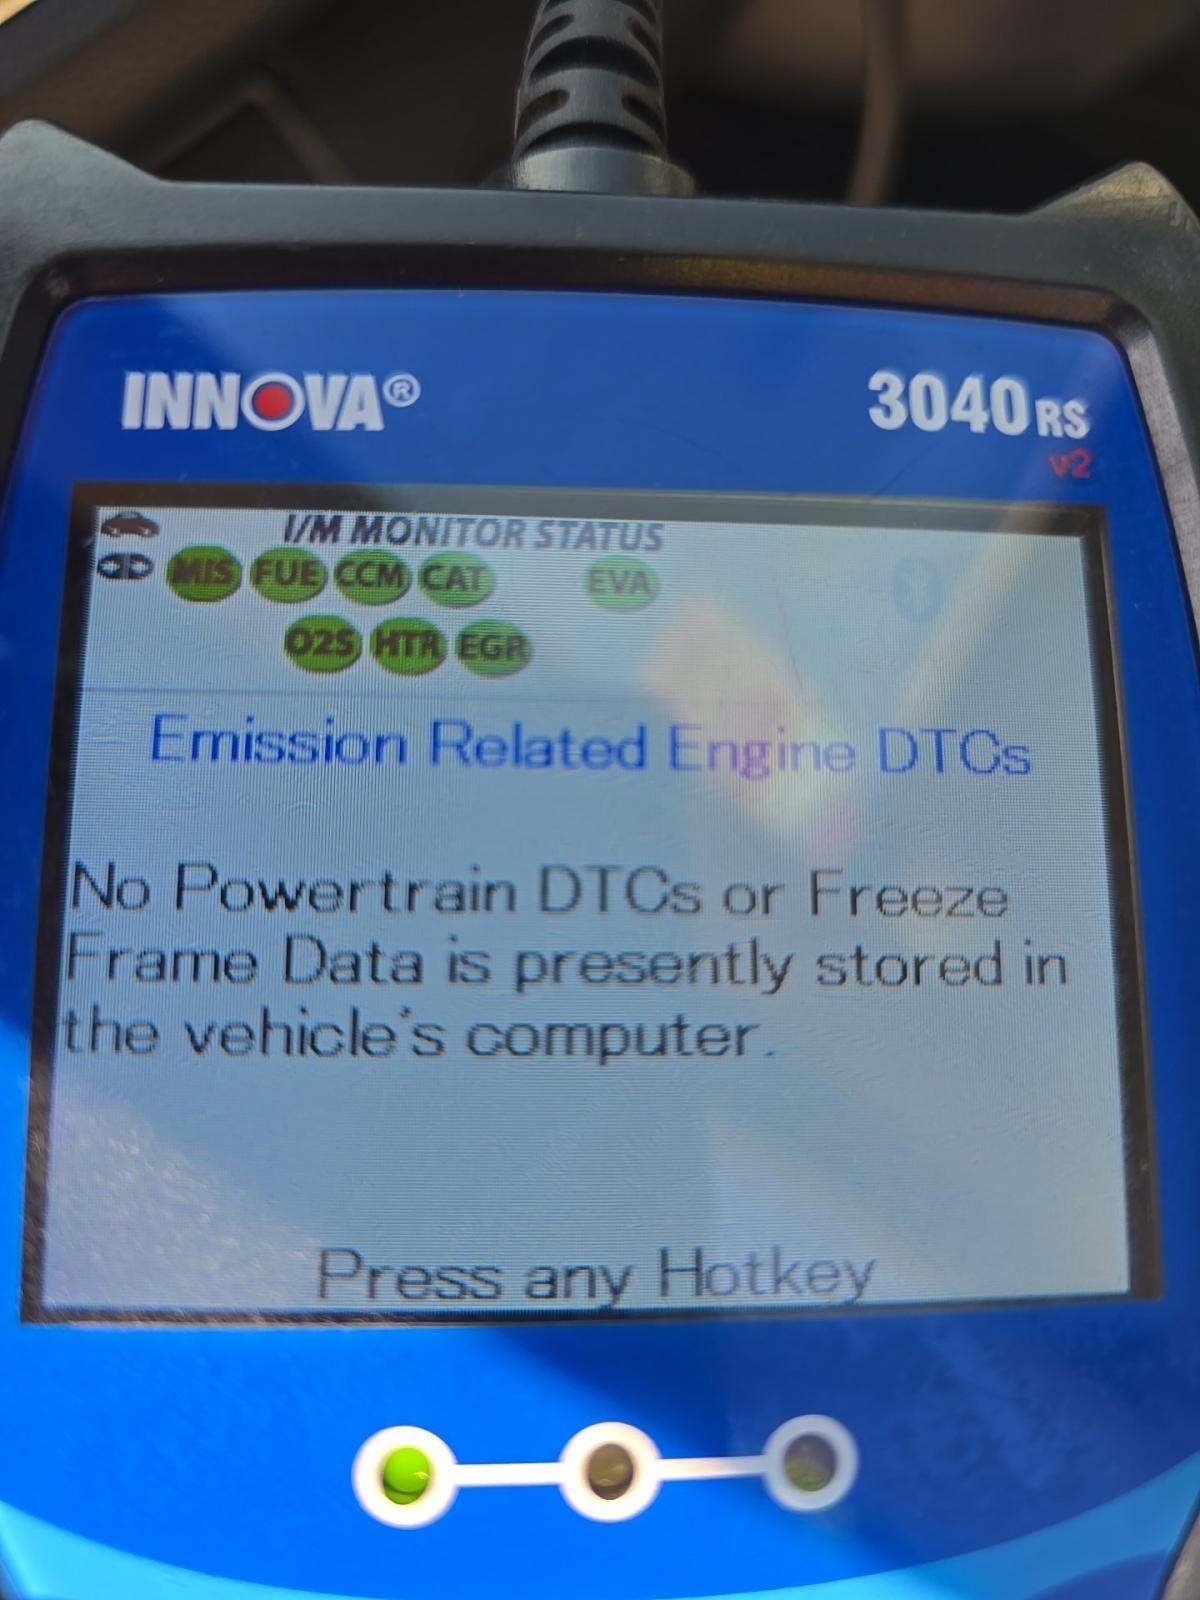 INNOVA® 3040RS
v2
I/M MONITOR STATUS
MIS FUE CCM CAT EVA
O2S HTR EGR
Emission Related Engine DTCs
No Powertrain DTCs or Freeze
Frame Data is presently stored in
the vehicle's computer.
Press any Hotkey